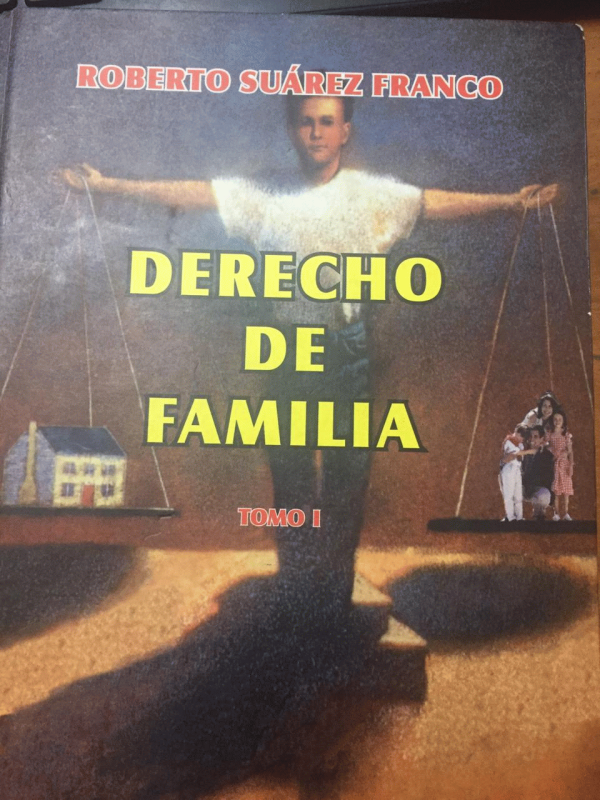 ROBERTO SUÁREZ FRANCO
DERECHO
DE
FAMILIA
TOMO I